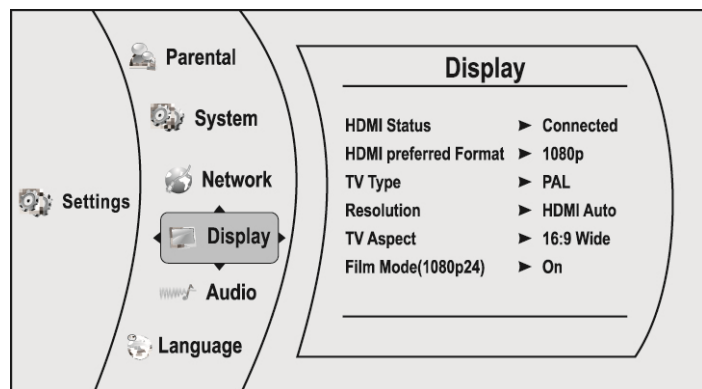 Settings
Parental
System
Network
Display
Audio
Language
Display
HDMI Status ► Connected
HDMI preferred Format ► 1080p
TV Type ► PAL
Resolution ► HDMI Auto
TV Aspect ► 16:9 Wide
Film Mode(1080p24) ► On